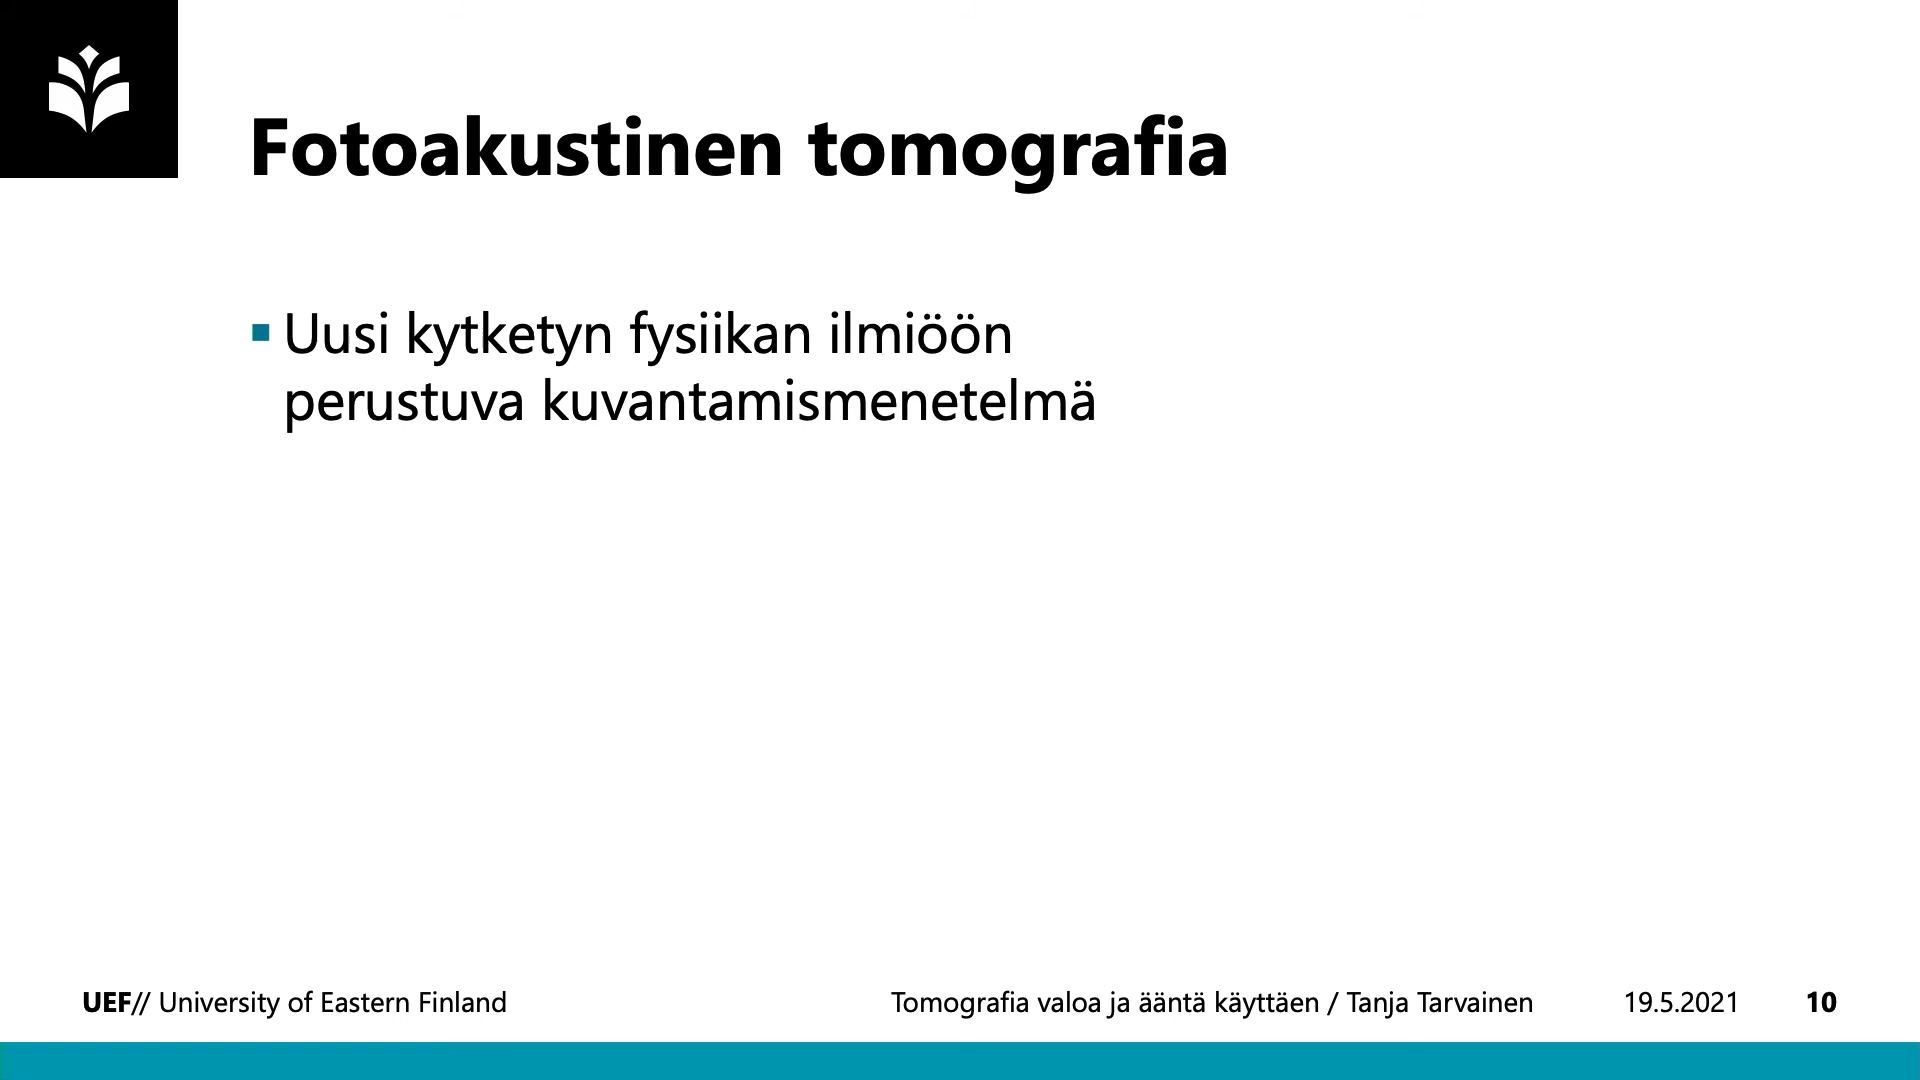 Fotoakustinen tomografia
▪ Uusi kytketyn fysiikan ilmiöön
perustuva kuvantamismenetelmä
UEF// University of Eastern Finland
Tomografia valoa ja ääntä käyttäen / Tanja Tarvainen
19.5.2021
10